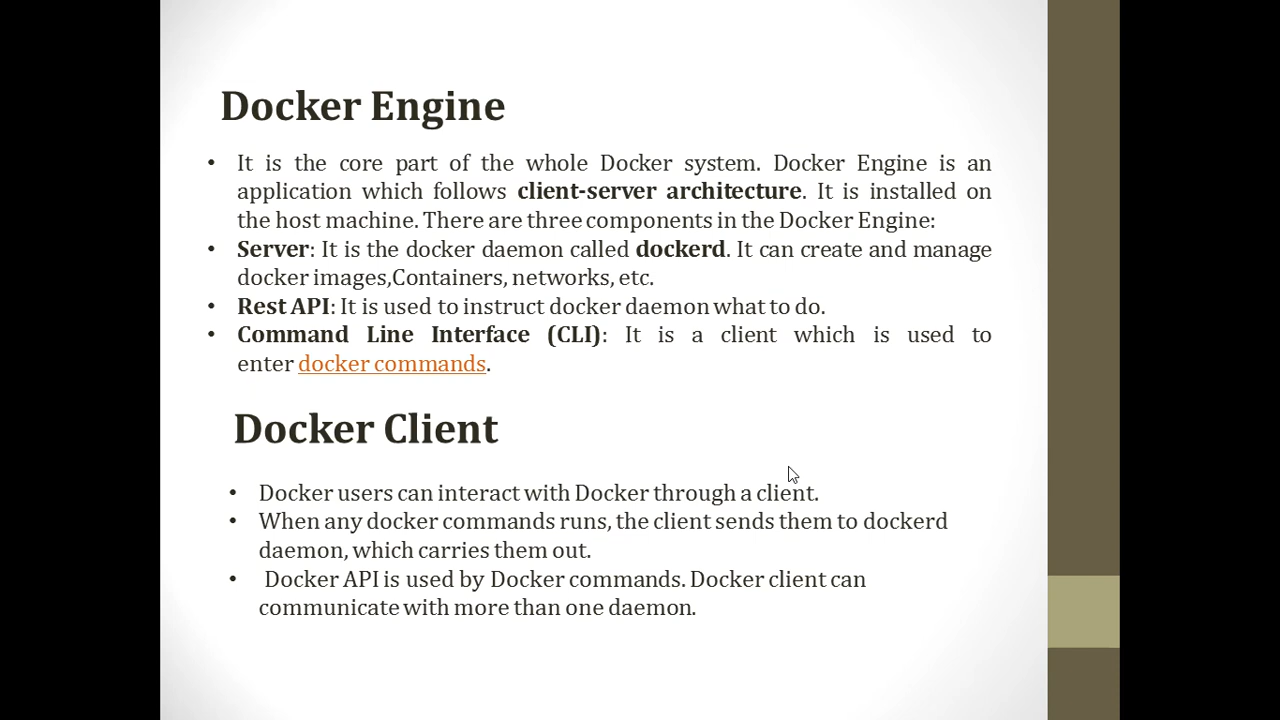 Docker Engine
• It is the core part of the whole Docker system. Docker Engine is an
application which follows client-server architecture. It is installed on
the host machine. There are three components in the Docker Engine:
• Server: It is the docker daemon called dockerd. It can create and manage
docker images,Containers, networks, etc.
• Rest API: It is used to instruct docker daemon what to do.
• Command Line Interface (CLI): It is a client which is used to
enter docker commands.
Docker Client
• Docker users can interact with Docker through a client.
• When any docker commands runs, the client sends them to dockerd
daemon, which carries them out.
• Docker API is used by Docker commands. Docker client can
communicate with more than one daemon.